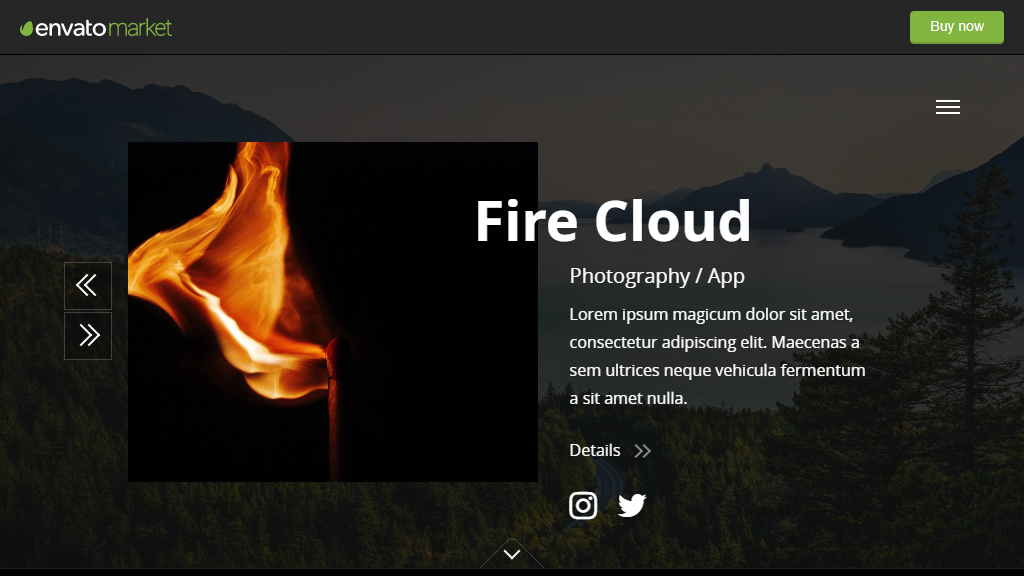 envato market
Buy now
Fire Cloud
Photography / App
Lorem ipsum magicum dolor sit amet,
consectetur adipiscing elit. Maecenas a
sem ultrices neque vehicula fermentum
a sit amet nulla.
Details